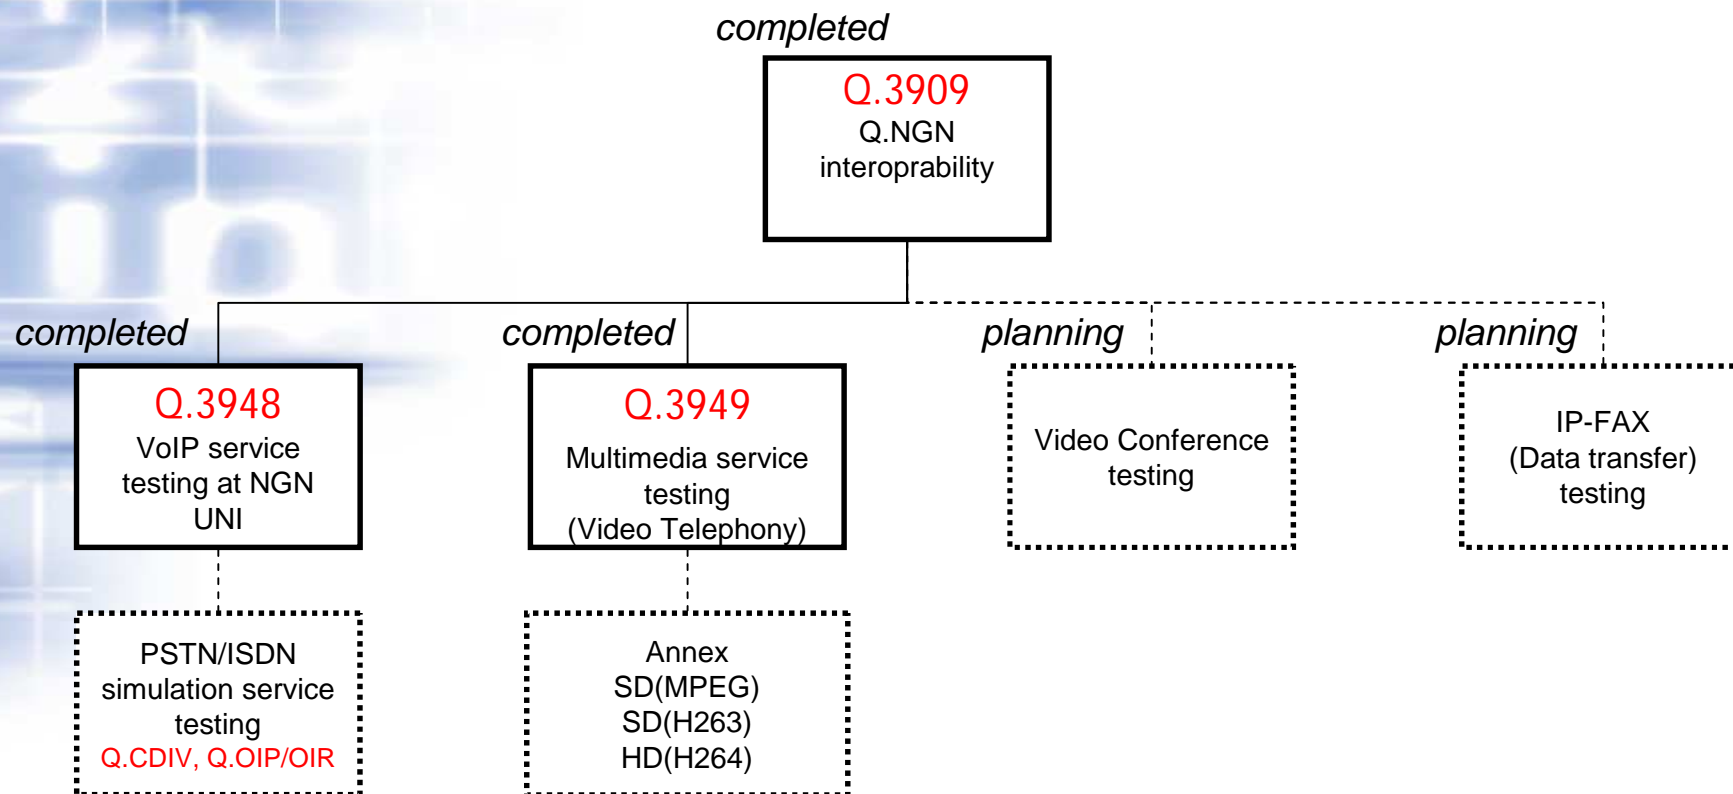 completed
Q.3909
Q.NGN
interoprability
completed
Q.3948
VoIP service
testing at NGN
UNI
completed
Q.3949
Multimedia service
testing
(Video Telephony)
planning
Video Conference
testing
planning
IP-FAX
(Data transfer)
testing
PSTN/ISDN
simulation service
testing
Q.CDIV, Q.OIP/OIR
Annex
SD(MPEG)
SD(H263)
HD(H264)